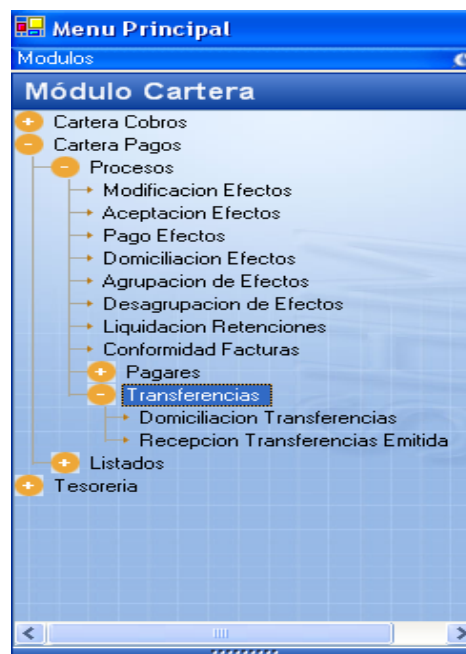 Menu Principal
Modulos
Módulo Cartera
Cartera Cobros
Cartera Pagos
Procesos
Modificacion Efectos
Aceptacion Efectos
Pago Efectos
Domiciliacion Efectos
Agrupacion de Efectos
Desagrupacion de Efectos
Liquidacion Retenciones
Conformidad Facturas
Pagares
Transferencias
Domiciliacion Transferencias
Recepcion Transferencias Emitida
Listados
Tesoreria